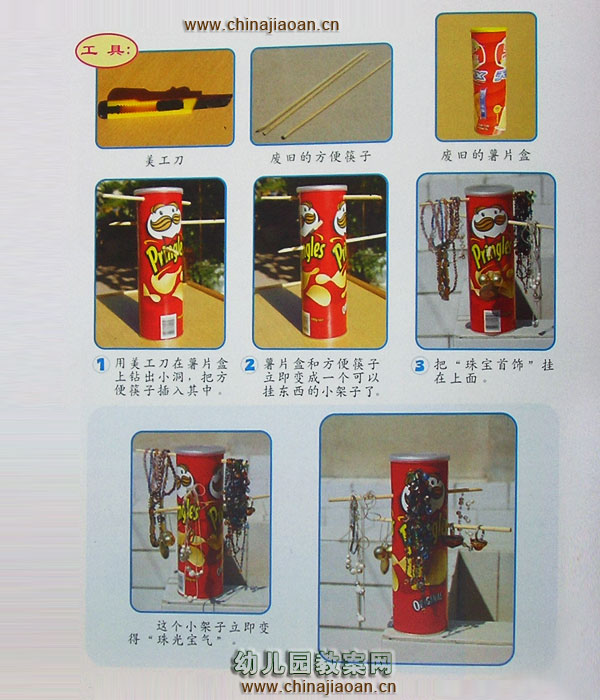 www.chinajiaoan.cn
工具：
美工刀
废旧的方便筷子
废旧的薯片盒
Pringles
Pringles
Pringles
1 用美工刀在薯片盒
上钻出小洞，把方
便筷子插入其中。
2 薯片盒和方便筷子
立即变成一个可以
挂东西的小架子了。
3 把“珠宝首饰”挂
在上面。
ORIGINAL
这个小架子立即变
得“珠光宝气”。
幼儿园教案网
www.chinajiaoan.cn